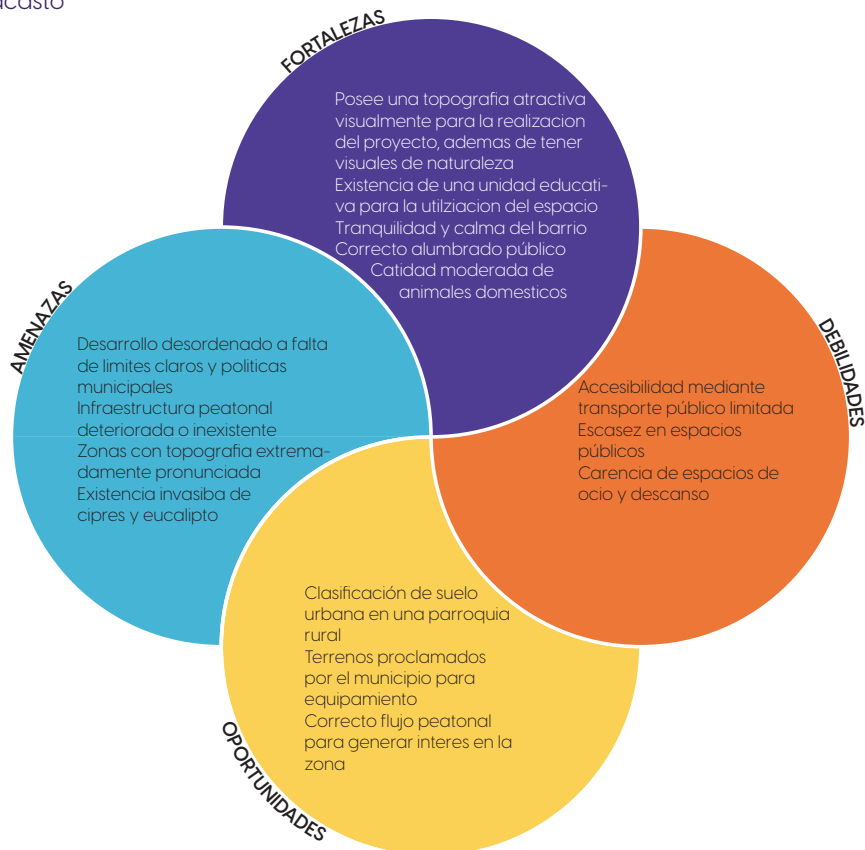 FORTALEZAS
Posee una topografia atractiva
visualmente para la realizacion
del proyecto, ademas de tener
visuales de naturaleza
Existencia de una unidad educati-
va para la utilziacion del espacio
Tranquilidad y calma del barrio
Correcto alumbrado público
Catidad moderada de
animales domesticos
AMENAZAS
Desarrollo desordenado a falta
de limites claros y politicas
municipales
Infraestructura peatonal
deteriorada o inexistente
Zonas con topografia extrema-
damente pronunciada
Existencia invasiba de
cipres y eucalipto
DEBILIDADES
Accesibilidad mediante
transporte público limitada
Escasez en espacios
públicos
Carencia de espacios de
ocio y descanso
OPORTUNIDADES
Clasificación de suelo
urbana en una parroquia
rural
Terrenos proclamados
por el municipio para
equipamiento
Correcto flujo peatonal
para generar interes en la
zona